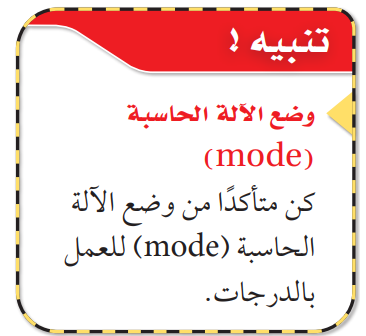 تنبيه !
وضع الآلة الحاسبة
(mode)
كن متأكدًا من وضع الآلة
الحاسبة (mode) للعمل
بالدرجات.